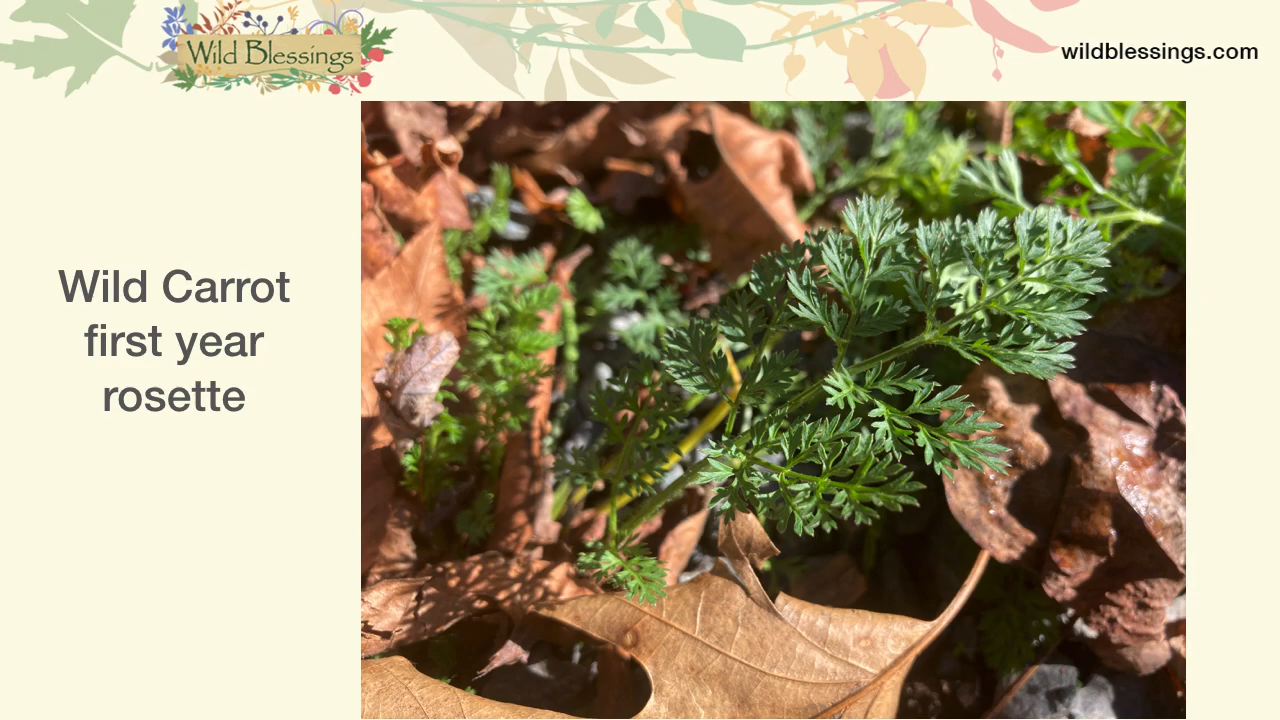 Wild Blessings
wildblessings.com
Wild Carrot
first year
rosette